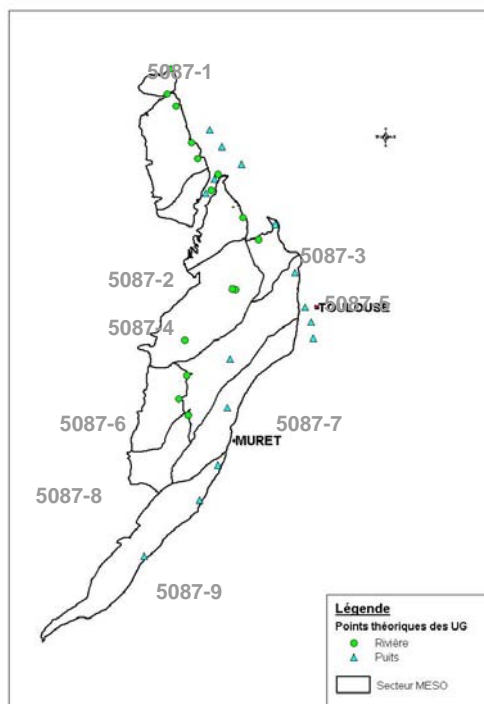 5087-1
5087-3
5087-2
5087-5
TOULOUSE
5087-4
5087-6
5087-7
MURET
5087-8
5087-9
Légende
Points théoriques des UG
Rivière
Puits
Secteur MESO